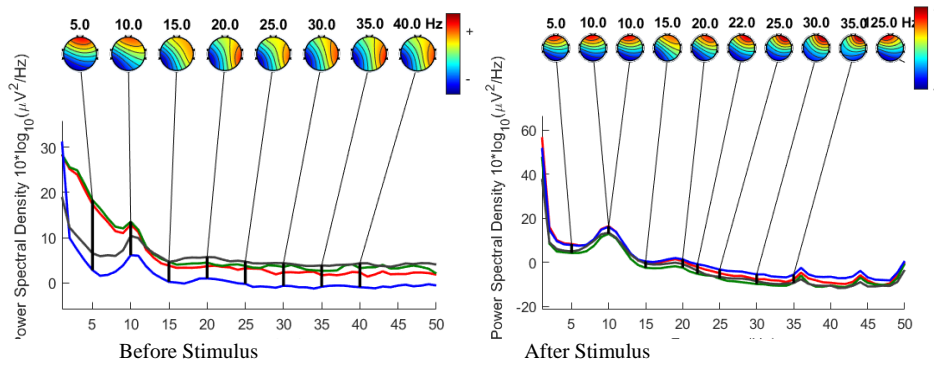 5.0 10.0 15.0 20.0 25.0 30.0 35.0 40.0 Hz
+
-
Power Spectral Density 10*log10(μV2/Hz)
30
20
10
0
5 10 15 20 25 30 35 40 45 50
Before Stimulus
5.0 10.0 10.0 15.0 20.0 22.0 25.0 30.0 35.0 125.0 Hz
Power Spectral Density 10*log10(μV2/Hz)
60
40
20
0
-20
5 10 15 20 25 30 35 40 45 50
After Stimulus